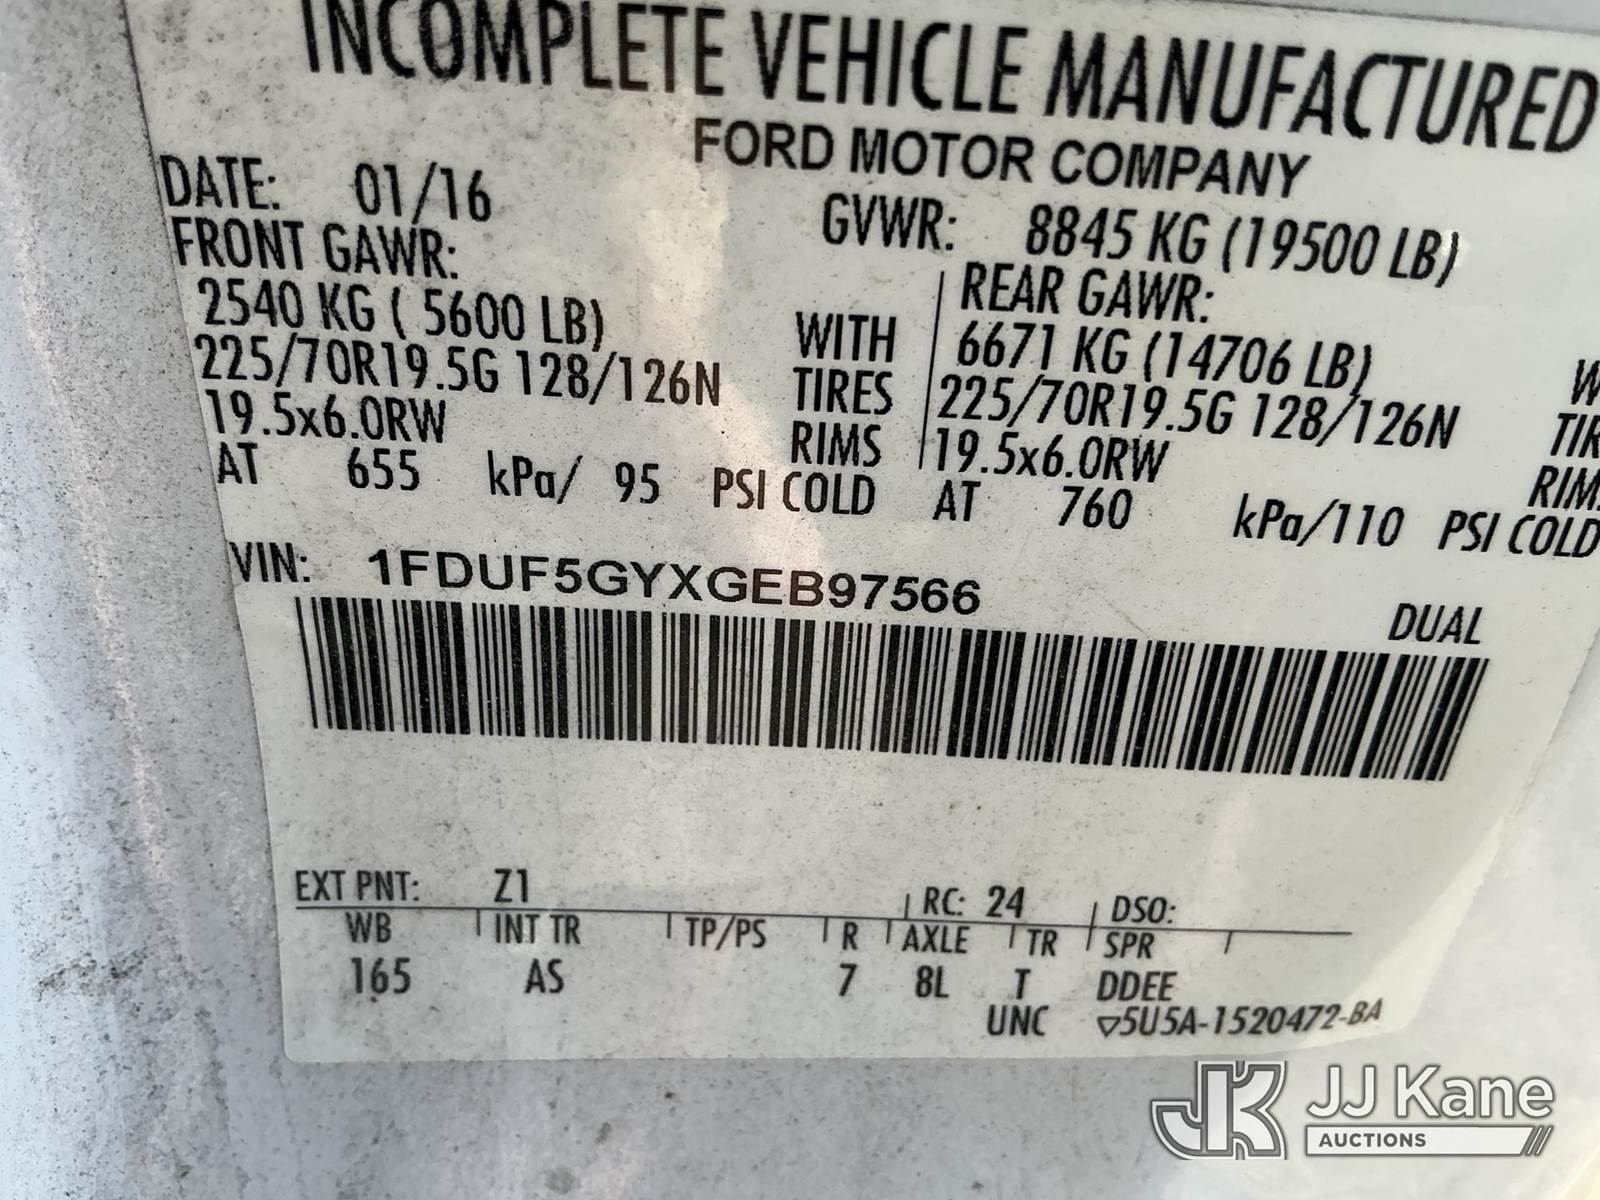 INCOMPLETE VEHICLE MANUFACTURED
FORD MOTOR COMPANY
DATE: 01/16 GVWR: 8845 KG (19500 LB)
FRONT GAWR: REAR GAWR:
2540 KG ( 5600 LB) WITH 6671 KG (14706 LB)
225/70R19.5G 128/126N TIRES 225/70R19.5G 128/126N
19.5x6.0RW RIMS 19.5x6.0RW
AT 655 kPa/ 95 PSI COLD AT 760 kPa/110 PSI COLD
VIN: 1FDUF5GYXGEB97566
DUAL
EXT PNT: Z1 RC: 24 DSO:
WB INT TR TP/PS R AXLE TR SPR
165 AS 7 8L T DDEE
UNC ▽5U5A-1520472-BA
JK JJ Kane
AUCTIONS